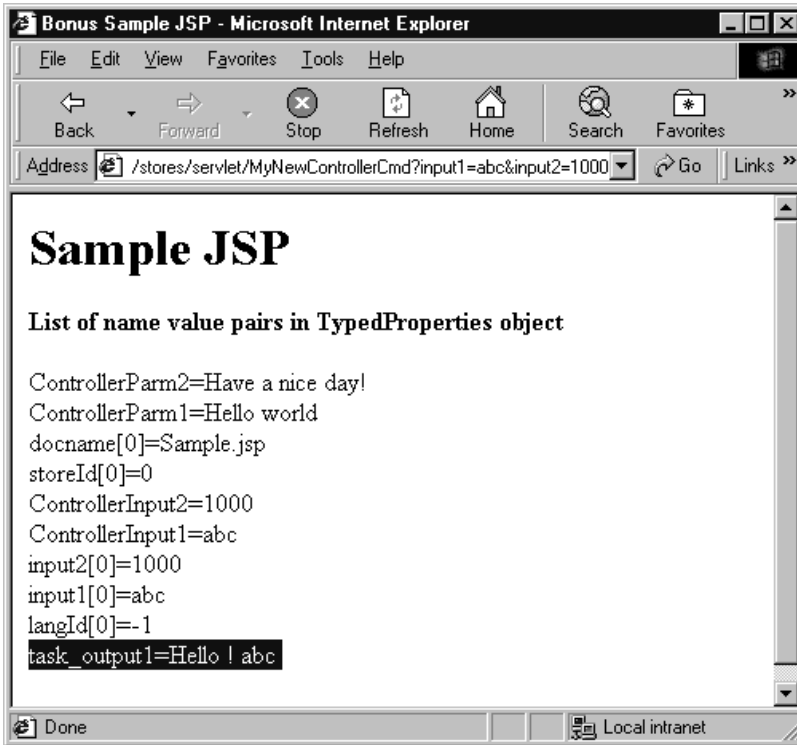 Bonus Sample JSP - Microsoft Internet Explorer
File Edit View Favorites Tools Help
Back Forward Stop Refresh Home Search Favorites »
Address /stores/servlet/MyNewControllerCmd?input1=abc&input2=1000 Go Links »
Sample JSP
List of name value pairs in TypedProperties object
ControllerParm2=Have a nice day!
ControllerParm1=Hello world
docname[0]=Sample.jsp
storeId[0]=0
ControllerInput2=1000
ControllerInput1=abc
input2[0]=1000
input1[0]=abc
langId[0]=-1
task_output1=Hello ! abc
Done Local intranet